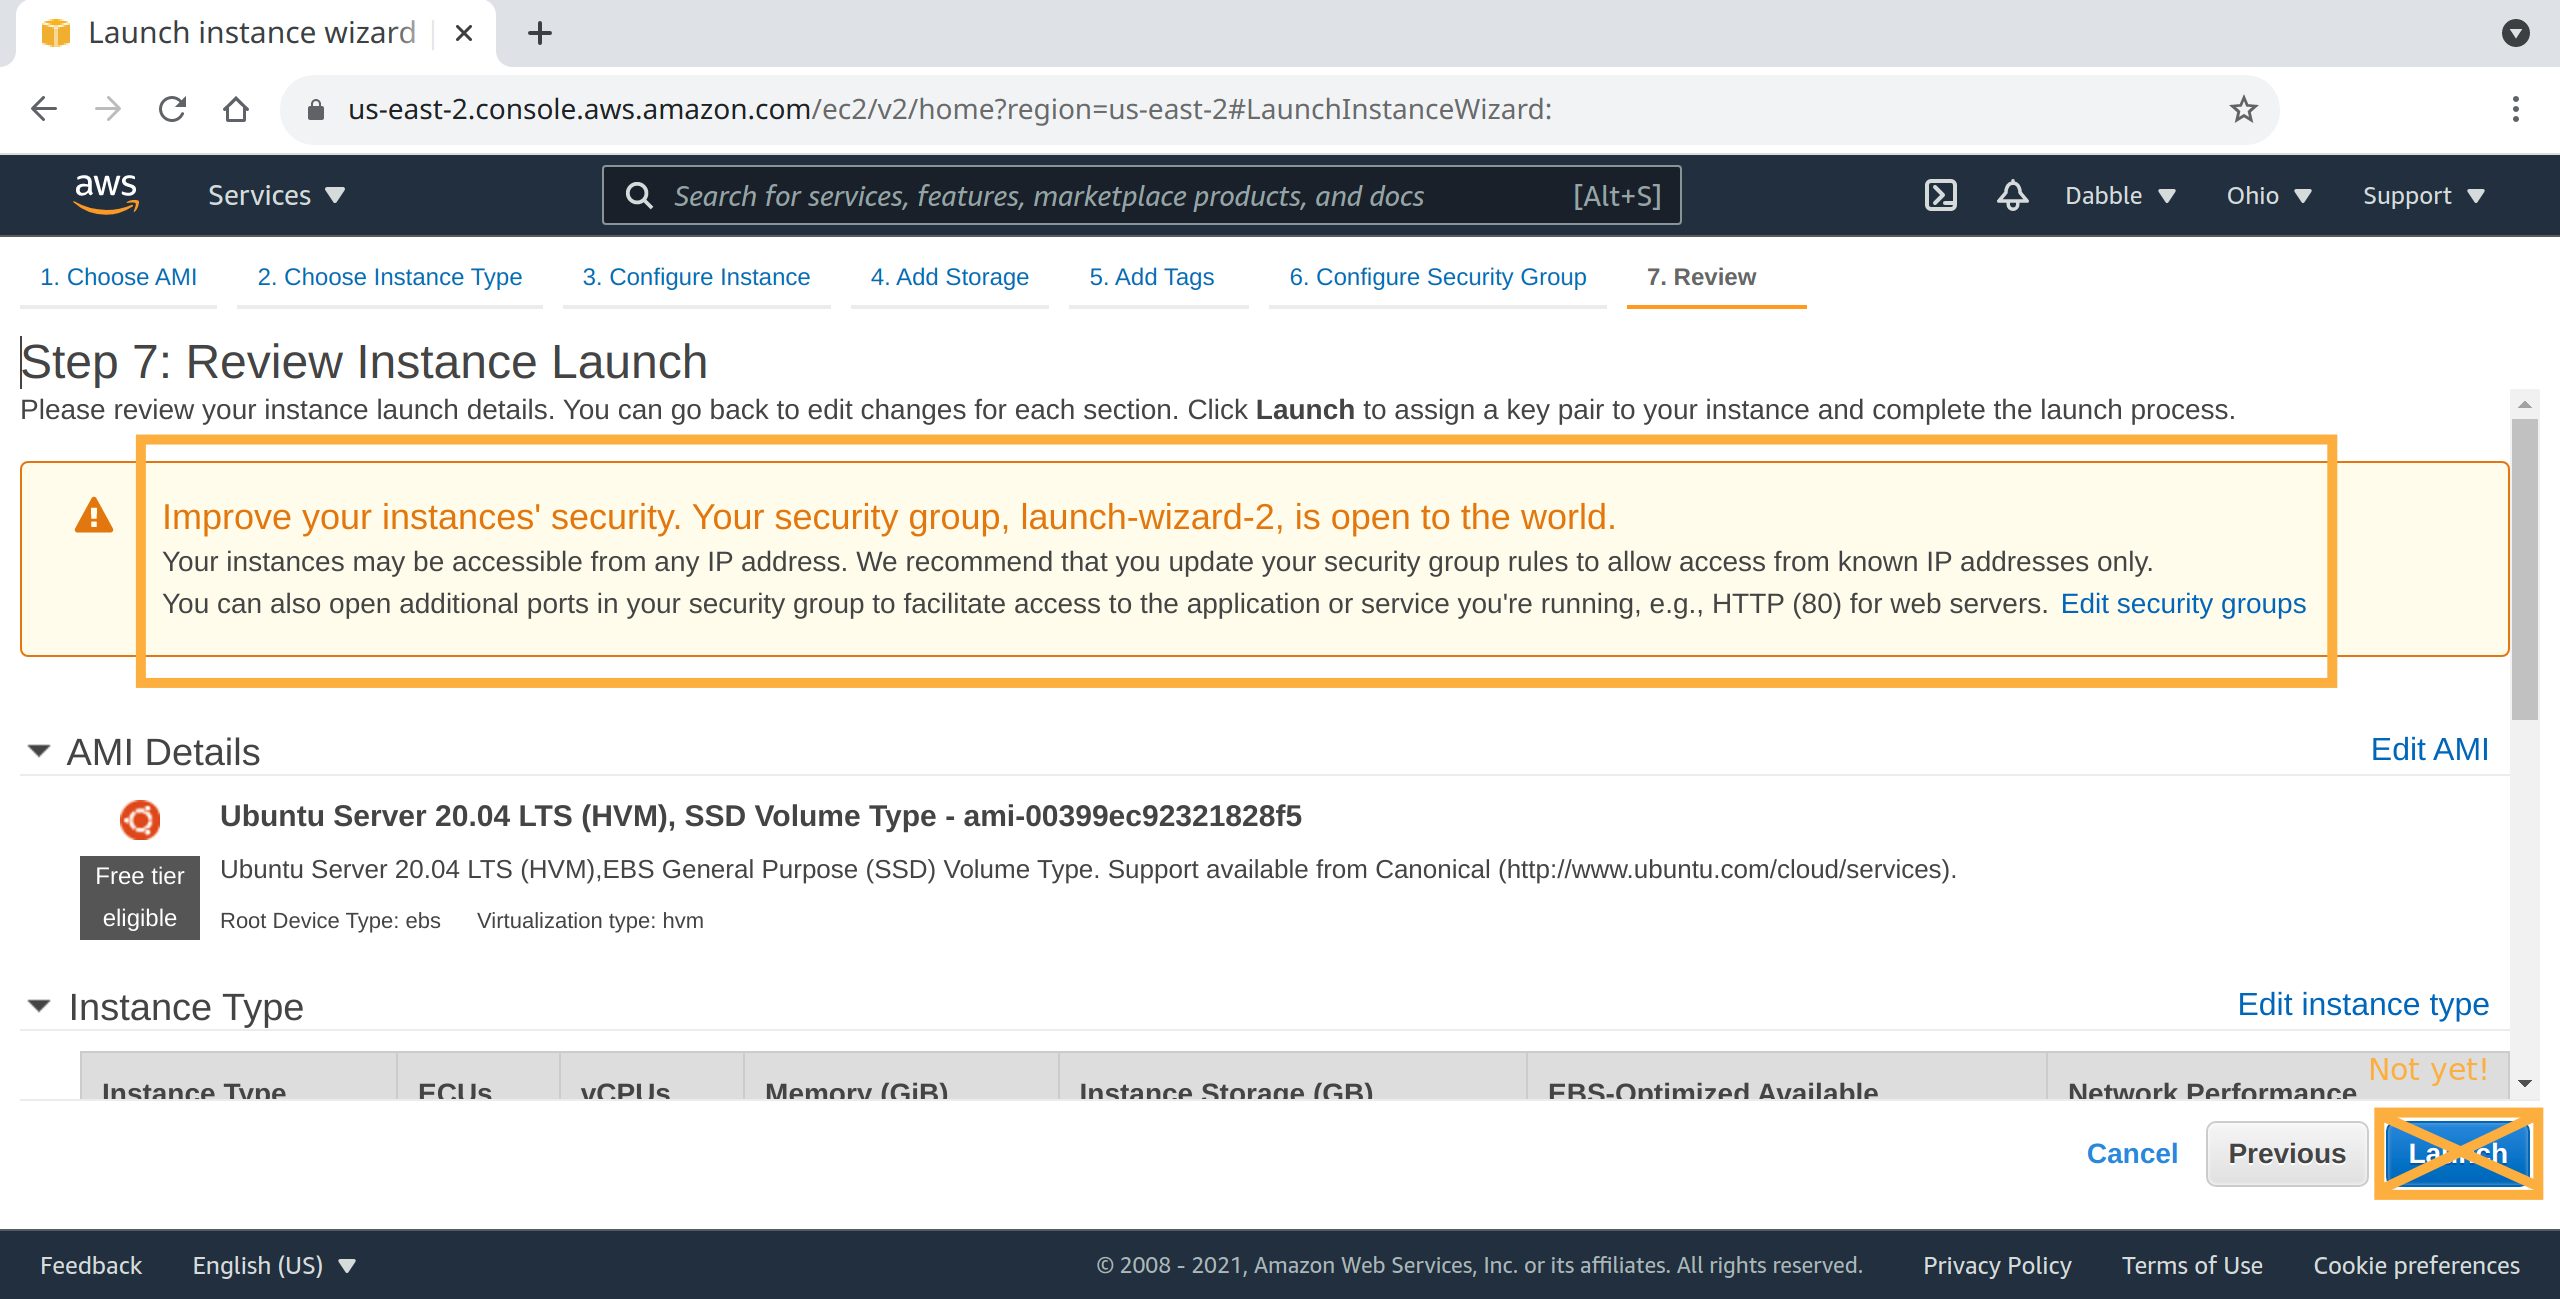 Launch instance wizard
us-east-2.console.aws.amazon.com/ec2/v2/home?region=us-east-2#LaunchInstanceWizard:
aws Services Search for services, features, marketplace products, and docs [Alt+S] Dabble Ohio Support
1. Choose AMI 2. Choose Instance Type 3. Configure Instance 4. Add Storage 5. Add Tags 6. Configure Security Group 7. Review
Step 7: Review Instance Launch
Please review your instance launch details. You can go back to edit changes for each section. Click Launch to assign a key pair to your instance and complete the launch process.
Improve your instances' security. Your security group, launch-wizard-2, is open to the world.
Your instances may be accessible from any IP address. We recommend that you update your security group rules to allow access from known IP addresses only.
You can also open additional ports in your security group to facilitate access to the application or service you're running, e.g., HTTP (80) for web servers. Edit security groups
AMI Details Edit AMI
Ubuntu Server 20.04 LTS (HVM), SSD Volume Type - ami-00399ec92321828f5
Free tier eligible
Ubuntu Server 20.04 LTS (HVM),EBS General Purpose (SSD) Volume Type. Support available from Canonical (http://www.ubuntu.com/cloud/services).
Root Device Type: ebs Virtualization type: hvm
Instance Type Edit instance type
Not yet!
Instance Type ECUs vCPUs Memory (GiB) Instance Storage (GB) EBS-Optimized Available Network Performance
Cancel Previous Launch
Feedback English (US) © 2008 - 2021, Amazon Web Services, Inc. or its affiliates. All rights reserved. Privacy Policy Terms of Use Cookie preferences